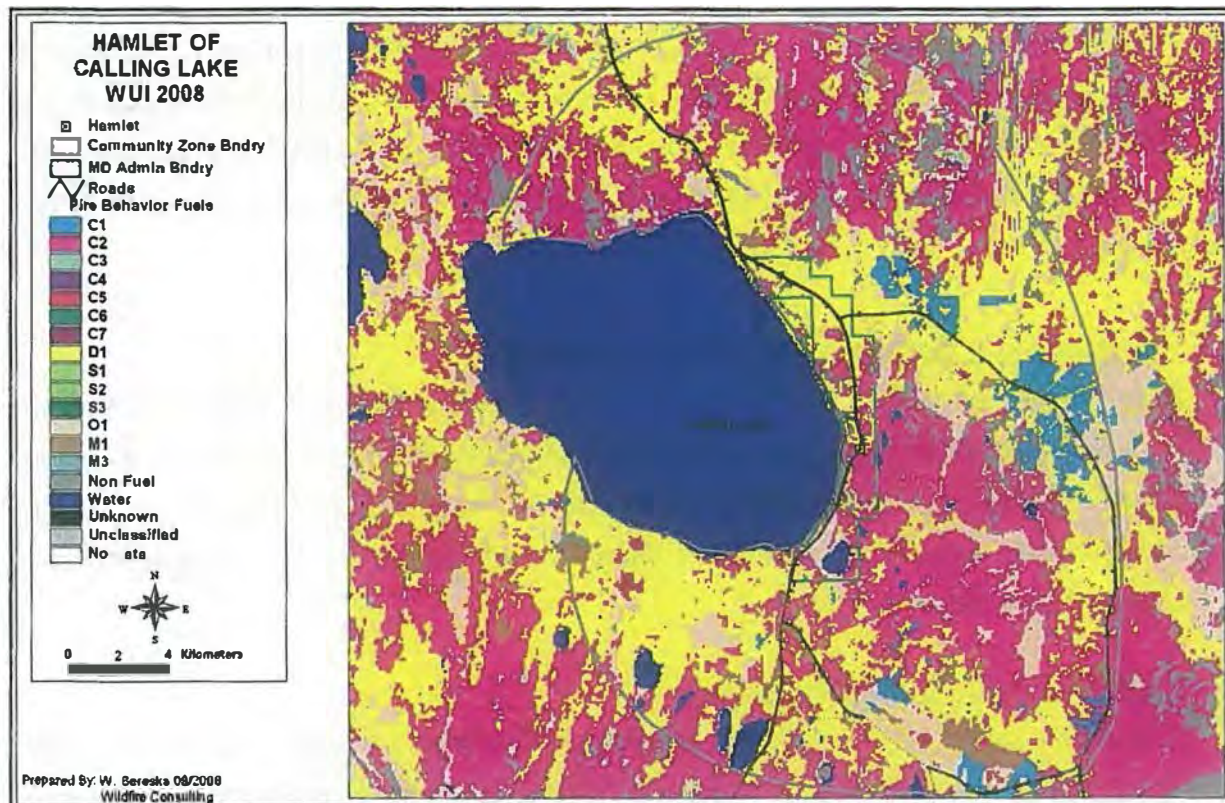 HAMLET OF
CALLING LAKE
WUI 2008
Hamlet
Community Zone Bndry
MD Admin Bndry
Roads
Fire Behavior Fuels
C1
C2
C3
C4
C5
C6
C7
D1
S1
S2
S3
O1
M1
M3
Non Fuel
Water
Unknown
Unclassified
No ata
N
W E
S
0 2 4 Kilometers
Prepared By: W. Bereska 08/2008
Wildfire Consulting